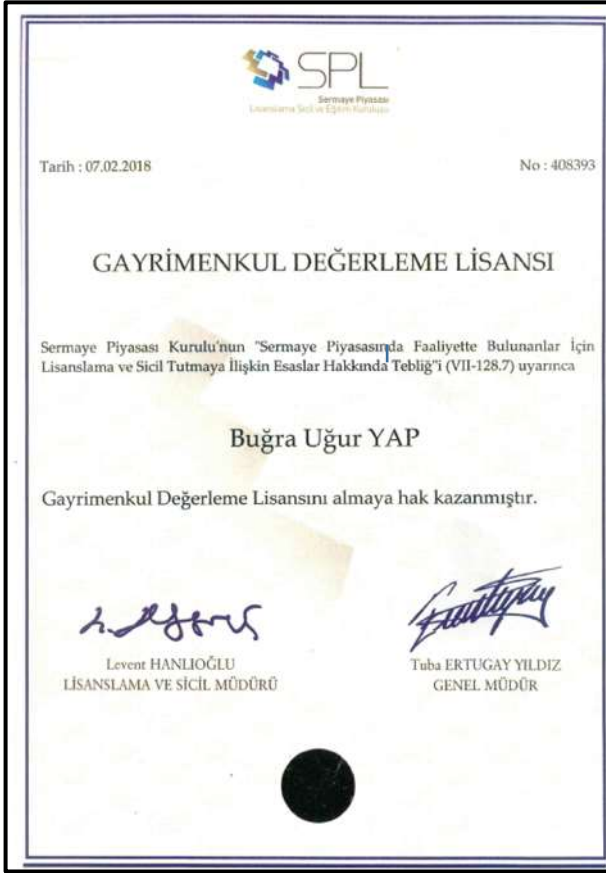 SPL
Sermaye Piyasası
Lisanslama Sicil ve Eğitim Kuruluşu
Tarih : 07.02.2018
No : 408393
GAYRİMENKUL DEĞERLEME LİSANSI
Sermaye Piyasası Kurulu'nun "Sermaye Piyasasında Faaliyette Bulunanlar İçin
Lisanslama ve Sicil Tutmaya İlişkin Esaslar Hakkında Tebliğ"i (VII-128.7) uyarınca
Buğra Uğur YAP
Gayrimenkul Değerleme Lisansını almaya hak kazanmıştır.
Levent HANLIOĞLU
LİSANSLAMA VE SİCİL MÜDÜRÜ
Tuba ERTUGAY YILDIZ
GENEL MÜDÜR